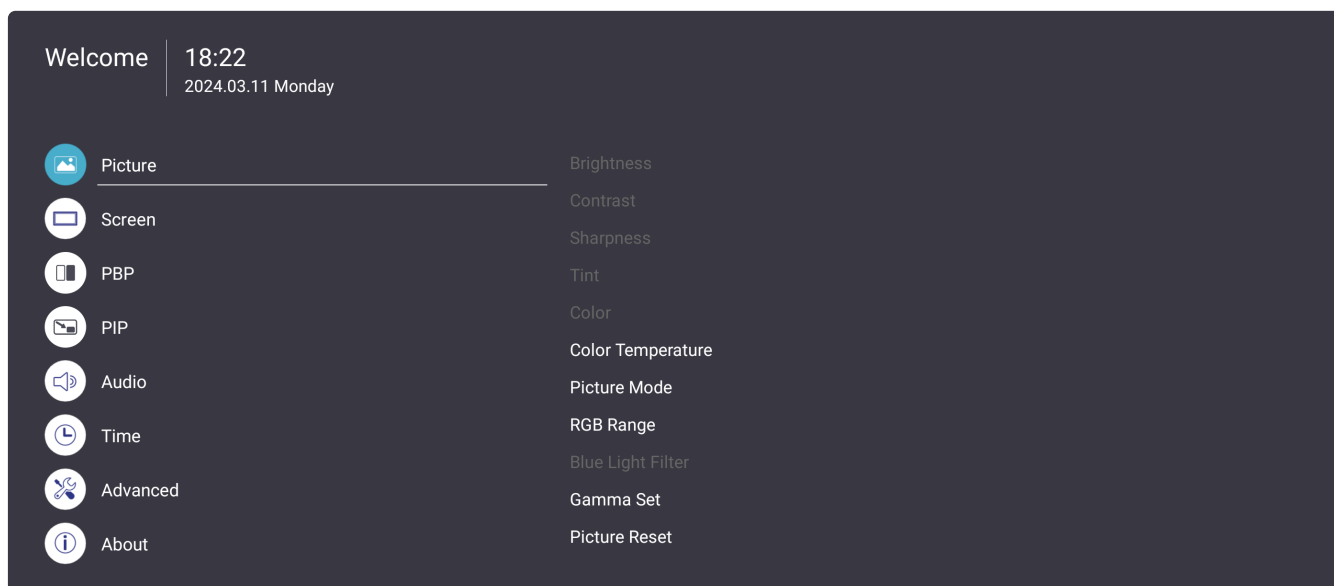 Welcome
18:22
2024.03.11 Monday
Picture
Screen
PBP
PIP
Audio
Time
Advanced
About
Brightness
Contrast
Sharpness
Tint
Color
Color Temperature
Picture Mode
RGB Range
Blue Light Filter
Gamma Set
Picture Reset